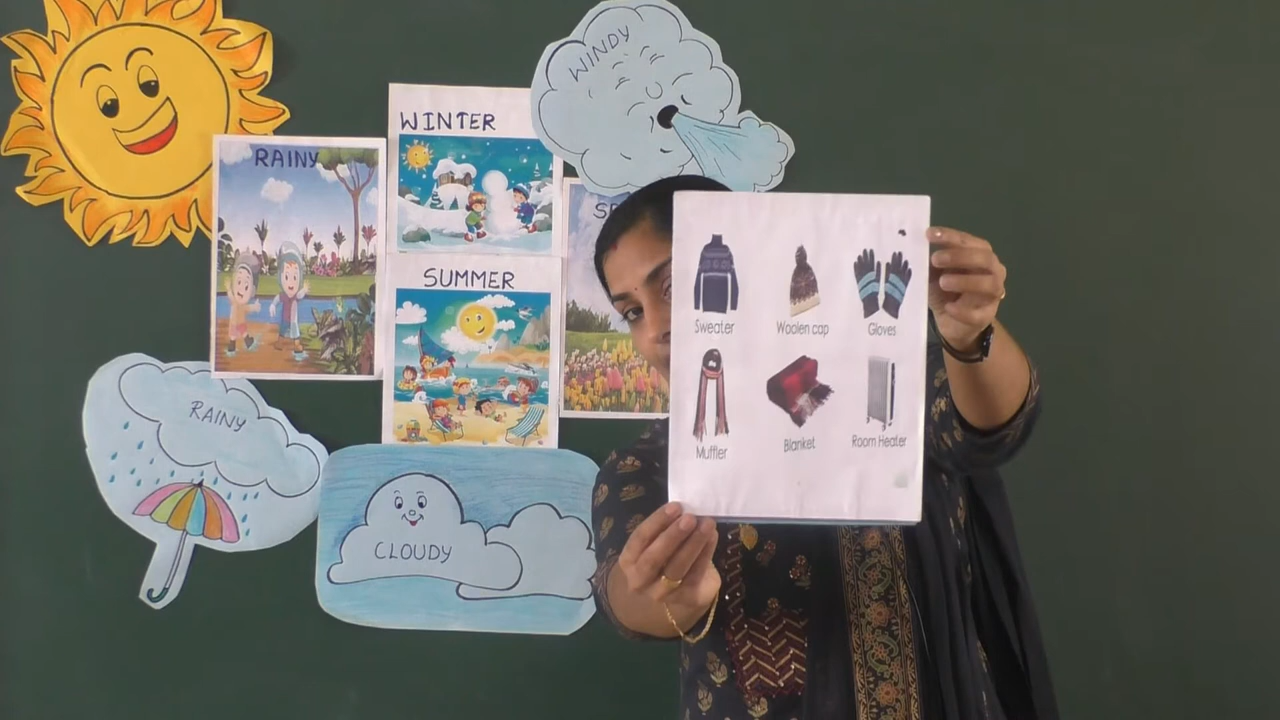 WINDY
WINTER
RAINY
SUMMER
RAINY
CLOUDY
Sweater
Woolen cap
Gloves
Muffler
Blanket
Room Heater